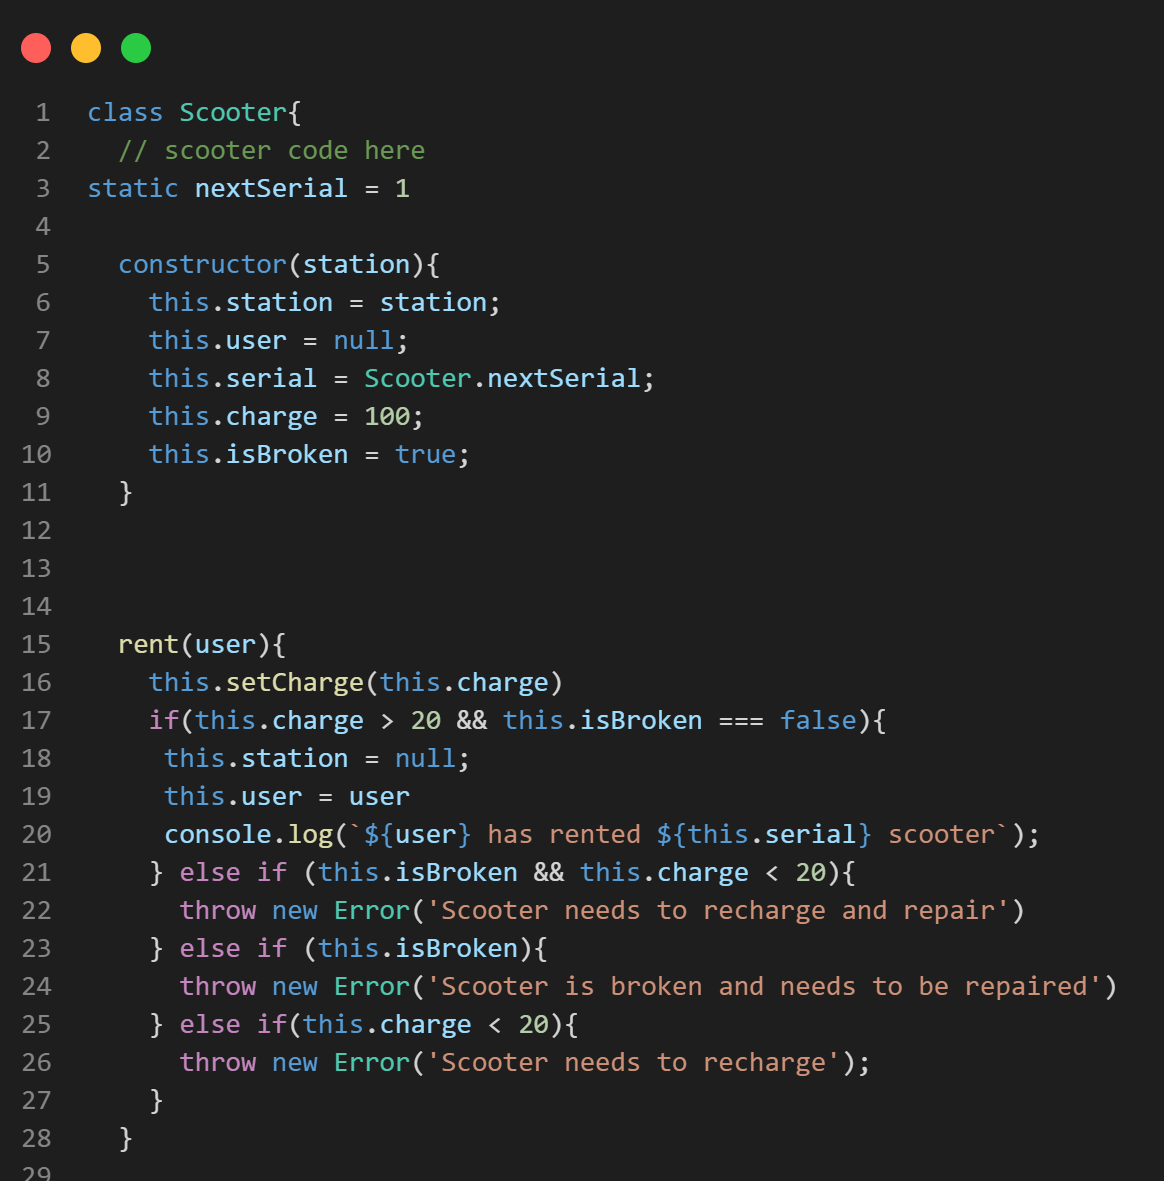 1 class Scooter{
2 // scooter code here
3 static nextSerial = 1
4
5 constructor(station){
6 this.station = station;
7 this.user = null;
8 this.serial = Scooter.nextSerial;
9 this.charge = 100;
10 this.isBroken = true;
11 }
12
13
14
15 rent(user){
16 this.setCharge(this.charge)
17 if(this.charge > 20 && this.isBroken === false){
18 this.station = null;
19 this.user = user
20 console.log(`${user} has rented ${this.serial} scooter`);
21 } else if (this.isBroken && this.charge < 20){
22 throw new Error('Scooter needs to recharge and repair')
23 } else if (this.isBroken){
24 throw new Error('Scooter is broken and needs to be repaired')
25 } else if(this.charge < 20){
26 throw new Error('Scooter needs to recharge');
27 }
28 }
29